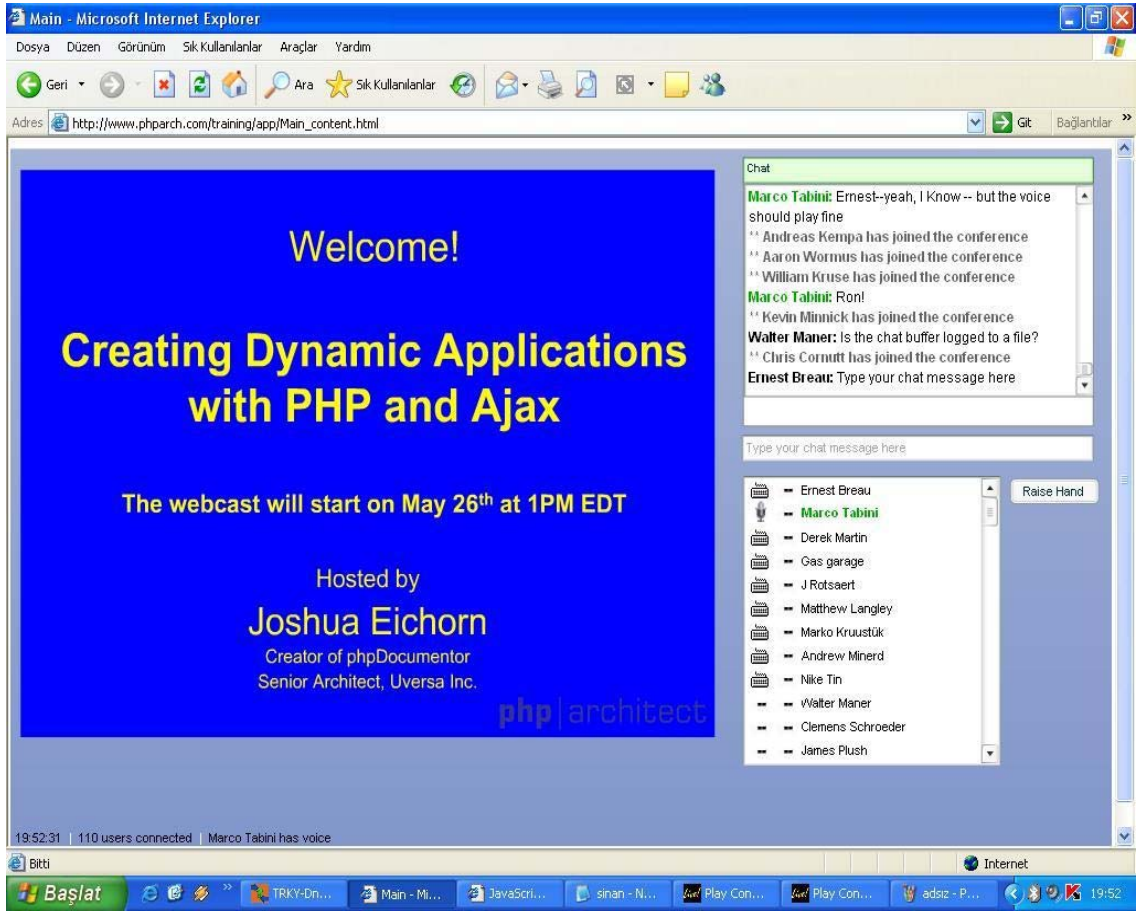 Main - Microsoft Internet Explorer
Dosya Düzen Görünüm Sık Kullanılanlar Araçlar Yardım
Geri Ara Sık Kullanılanlar
Adres http://www.phparch.com/training/app/Main_content.html Git Bağlantılar »
Welcome!
Creating Dynamic Applications
with PHP and Ajax
The webcast will start on May 26th at 1PM EDT
Hosted by
Joshua Eichorn
Creator of phpDocumentor
Senior Architect, Uversa Inc.
php|architect
Chat
Marco Tabini: Ernest--yeah, I Know -- but the voice
should play fine
** Andreas Kempa has joined the conference
** Aaron Wormus has joined the conference
** William Kruse has joined the conference
Marco Tabini: Ron!
** Kevin Minnick has joined the conference
Walter Maner: Is the chat buffer logged to a file?
** Chris Cornutt has joined the conference
Ernest Breau: Type your chat message here
Type your chat message here
-- Ernest Breau
Raise Hand
-- Marco Tabini
-- Derek Martin
-- Gas garage
-- J Rotsaert
-- Matthew Langley
-- Marko Kruustük
-- Andrew Minerd
-- Nike Tin
-- -- Walter Maner
-- -- Clemens Schroeder
-- -- James Plush
19:52:31 | 110 users connected | Marco Tabini has voice
Bitti Internet
Başlat » TRKY-Dn... Main - Mi... JavaScri... sinan - N... Play Con... Play Con... adsız - P... 19:52